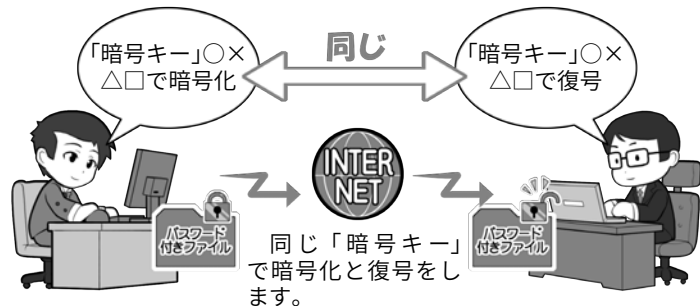 「暗号キー」○×
△□で暗号化
同じ
「暗号キー」○×
△□で復号
INTER
NET
パスワード
付きファイル
パスワード
付きファイル
同じ「暗号キー」
で暗号化と復号をし
ます。